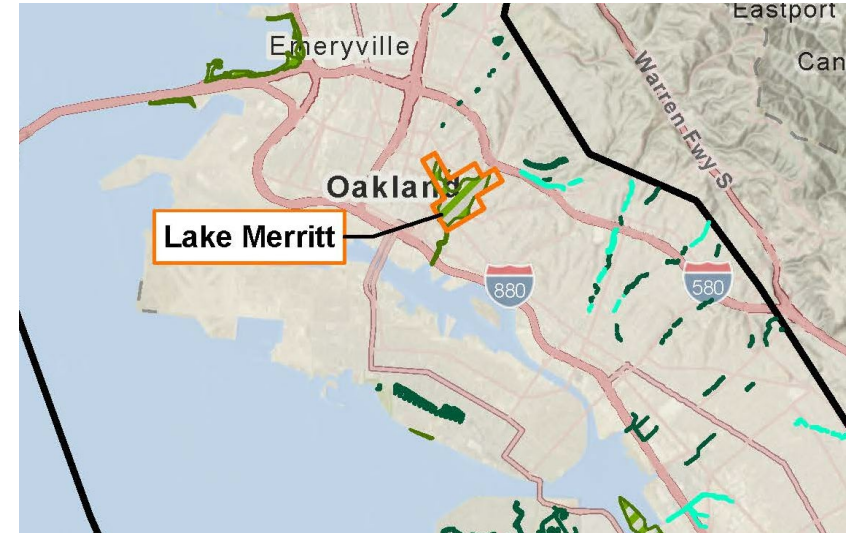 Eastport
Emeryville
Can
Warren Fwy S
Oakland
Lake Merritt
880
580